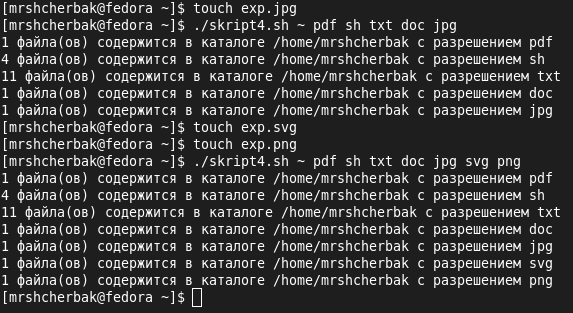 [mrshcherbak@fedora ~]$ touch exp.jpg
[mrshcherbak@fedora ~]$ ./skript4.sh ~ pdf sh txt doc jpg
1 файла(ов) содержится в каталоге /home/mrshcherbak с разрешением pdf
4 файла(ов) содержится в каталоге /home/mrshcherbak с разрешением sh
11 файла(ов) содержится в каталоге /home/mrshcherbak с разрешением txt
1 файла(ов) содержится в каталоге /home/mrshcherbak с разрешением doc
1 файла(ов) содержится в каталоге /home/mrshcherbak с разрешением jpg
[mrshcherbak@fedora ~]$ touch exp.svg
[mrshcherbak@fedora ~]$ touch exp.png
[mrshcherbak@fedora ~]$ ./skript4.sh ~ pdf sh txt doc jpg svg png
1 файла(ов) содержится в каталоге /home/mrshcherbak с разрешением pdf
4 файла(ов) содержится в каталоге /home/mrshcherbak с разрешением sh
11 файла(ов) содержится в каталоге /home/mrshcherbak с разрешением txt
1 файла(ов) содержится в каталоге /home/mrshcherbak с разрешением doc
1 файла(ов) содержится в каталоге /home/mrshcherbak с разрешением jpg
1 файла(ов) содержится в каталоге /home/mrshcherbak с разрешением svg
1 файла(ов) содержится в каталоге /home/mrshcherbak с разрешением png
[mrshcherbak@fedora ~]$